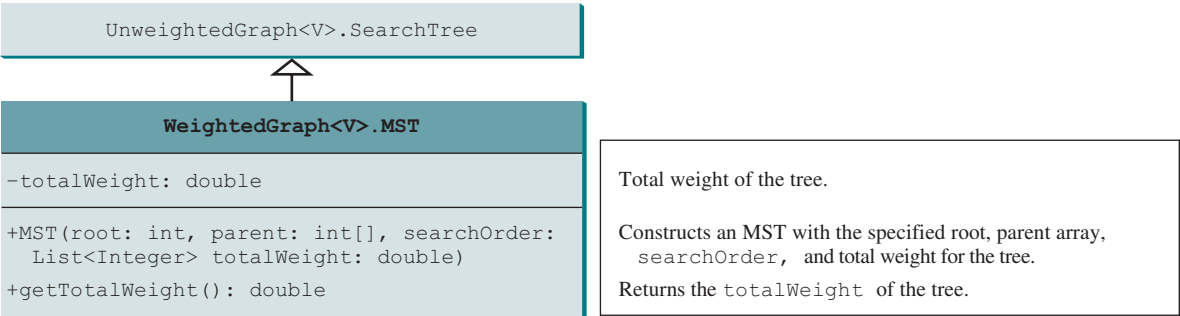 UnweightedGraph<V>.SearchTree
WeightedGraph<V>.MST
-totalWeight: double
+MST(root: int, parent: int[], searchOrder:
List<Integer> totalWeight: double)
+getTotalWeight(): double
Total weight of the tree.
Constructs an MST with the specified root, parent array,
searchOrder, and total weight for the tree.
Returns the totalWeight of the tree.